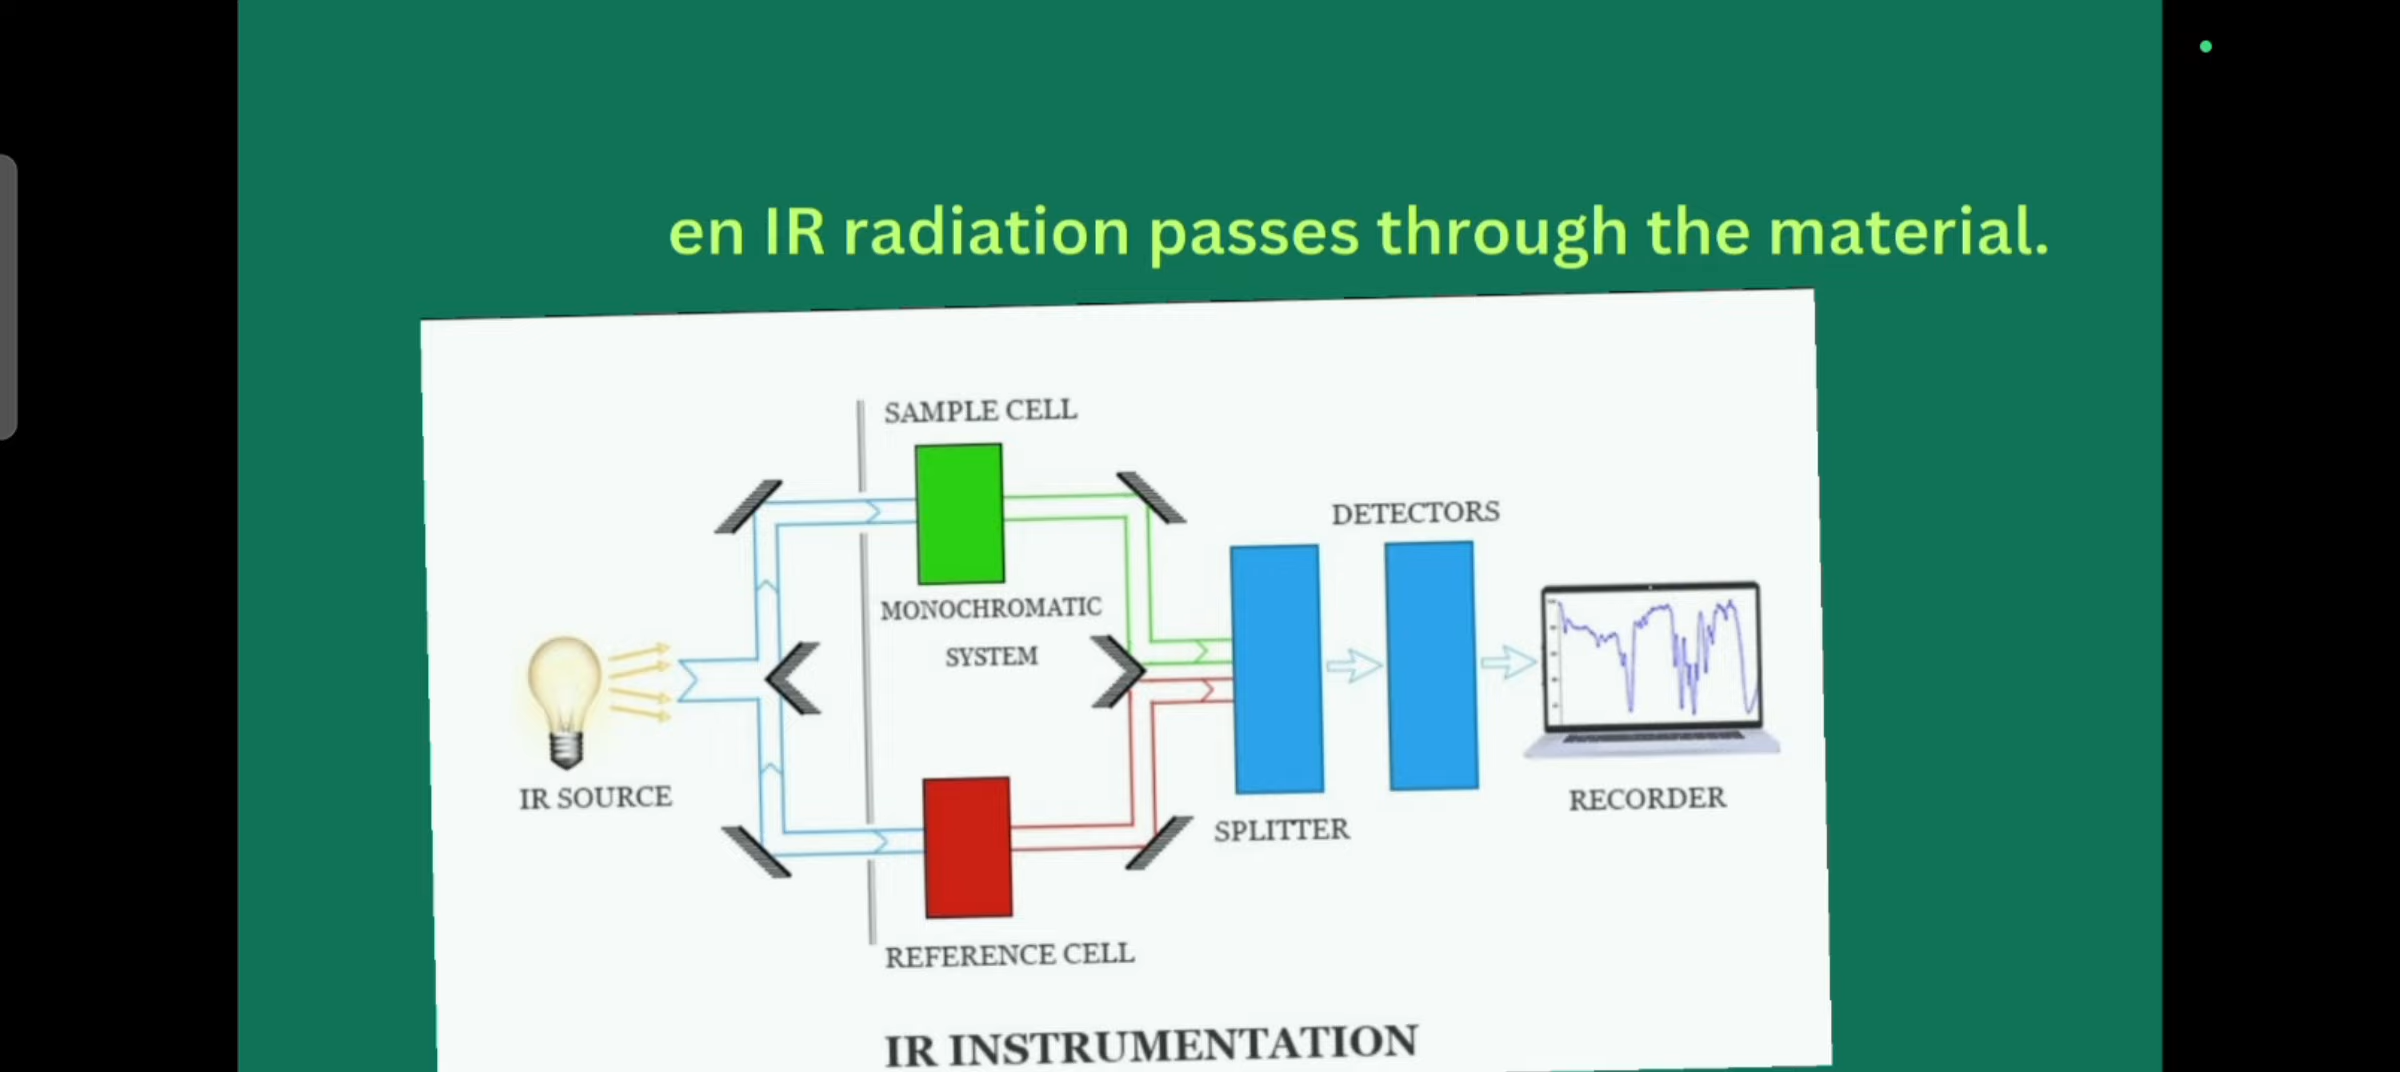 en IR radiation passes through the material.
SAMPLE CELL
DETECTORS
MONOCHROMATIC
SYSTEM
IR SOURCE
RECORDER
SPLITTER
REFERENCE CELL
IR INSTRUMENTATION